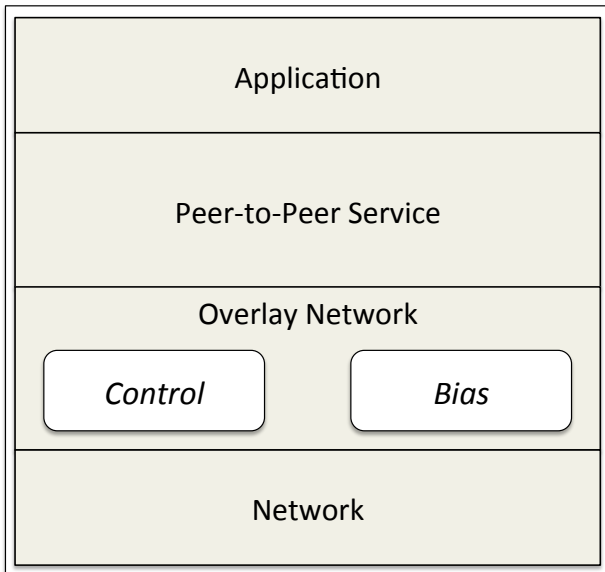 Application
Peer-to-Peer Service
Overlay Network
Control
Bias
Network